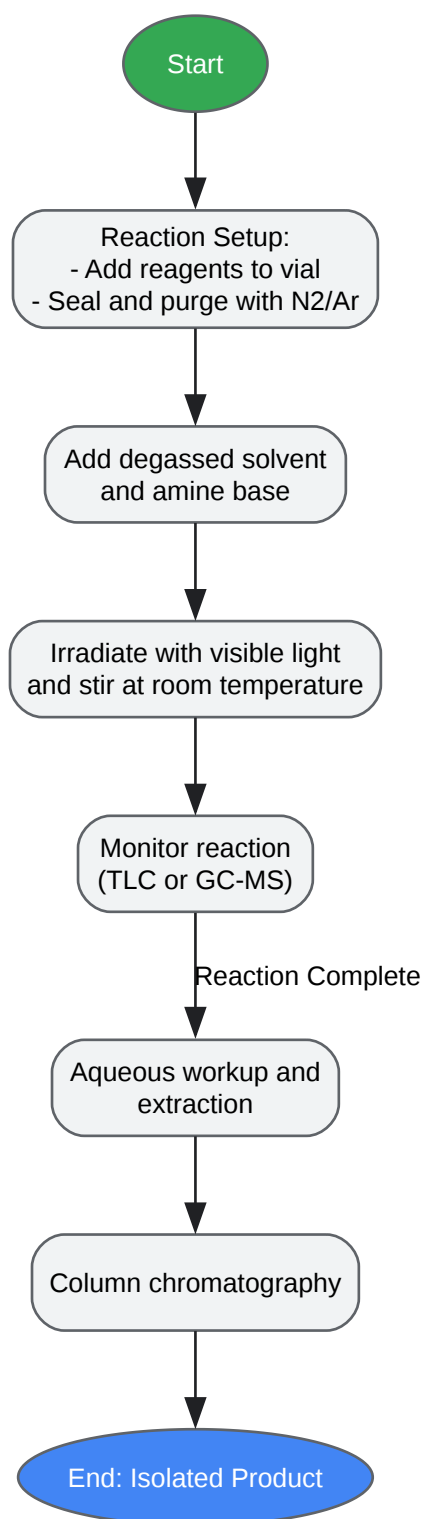 Start
Reaction Setup:
- Add reagents to vial
- Seal and purge with N2/Ar
Add degassed solvent
and amine base
Irradiate with visible light
and stir at room temperature
Monitor reaction
(TLC or GC-MS)
Reaction Complete
Aqueous workup and
extraction
Column chromatography
End: Isolated Product